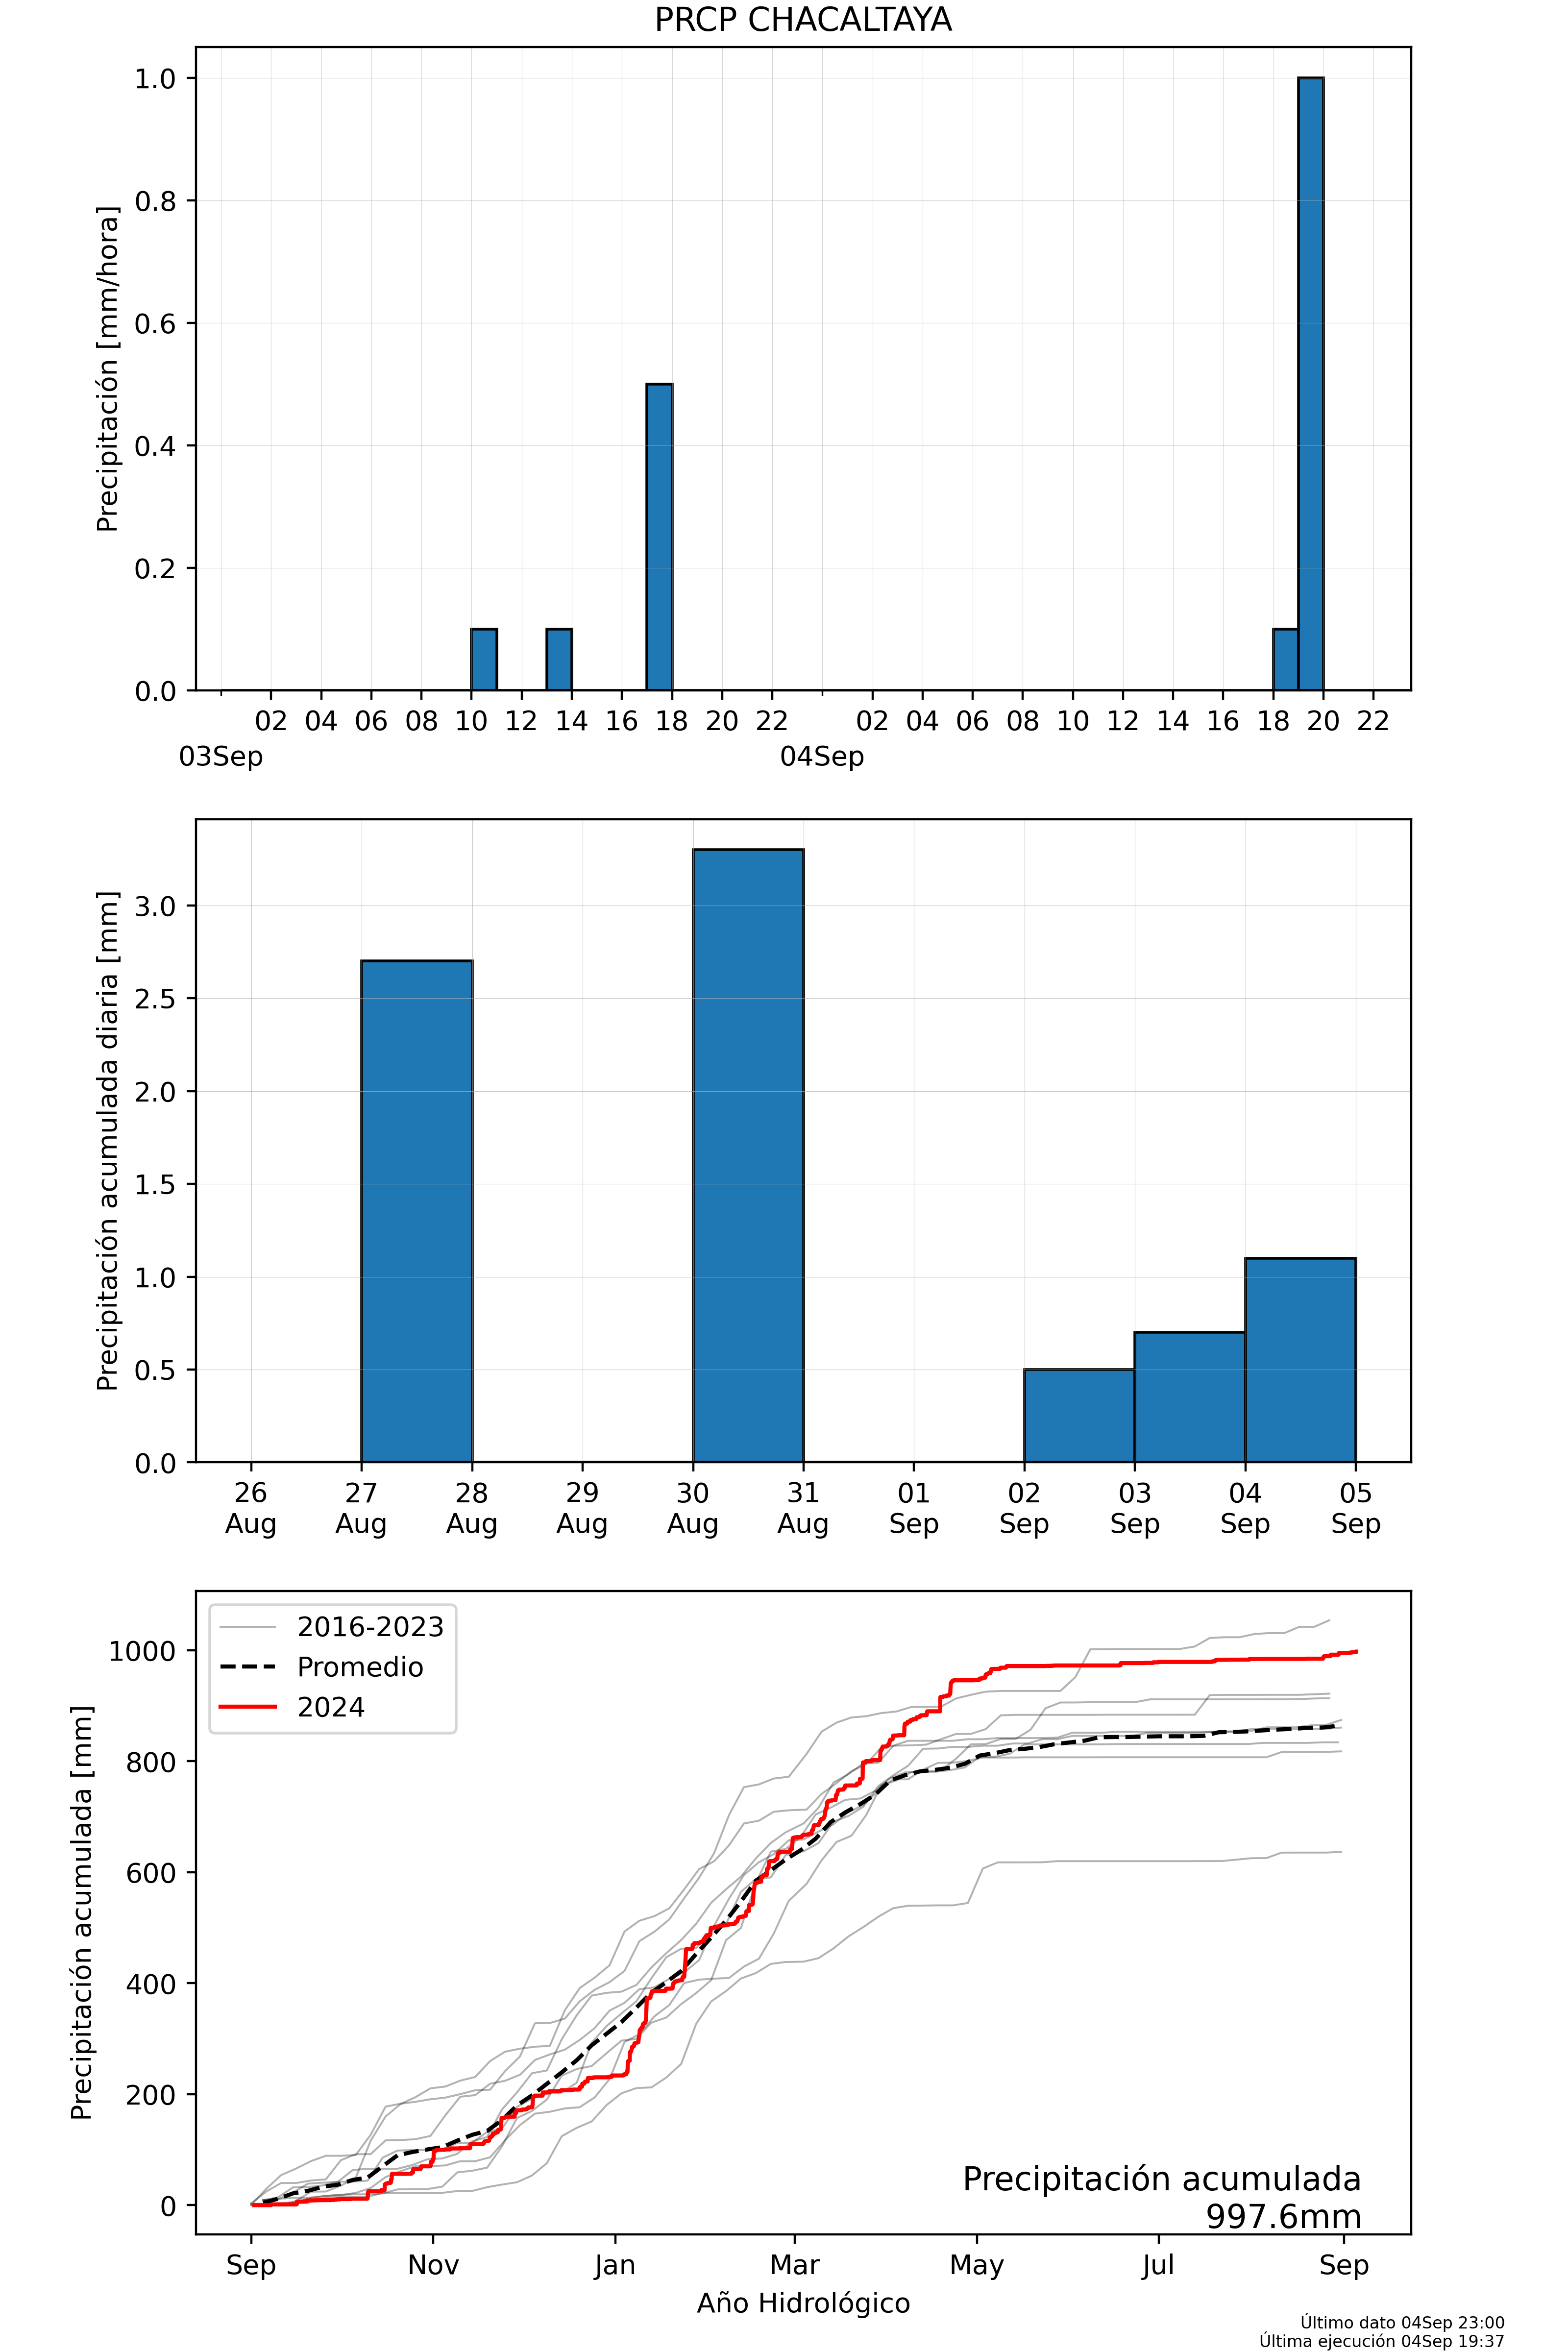 PRCP CHACALTAYA
Precipitación [mm/hora]
1.0
0.8
0.6
0.4
0.2
0.0
02 04 06 08 10 12 14 16 18 20 22 02 04 06 08 10 12 14 16 18 20 22
03Sep 04Sep
Precipitación acumulada diaria [mm]
3.0
2.5
2.0
1.5
1.0
0.5
0.0
26 27 28 29 30 31 01 02 03 04 05
Aug Aug Aug Aug Aug Aug Sep Sep Sep Sep Sep
Precipitación acumulada [mm]
1000
800
600
400
200
0
2016-2023
Promedio
2024
Precipitación acumulada
997.6mm
Sep Nov Jan Mar May Jul Sep
Año Hidrológico
Último dato 04Sep 23:00
Última ejecución 04Sep 19:37